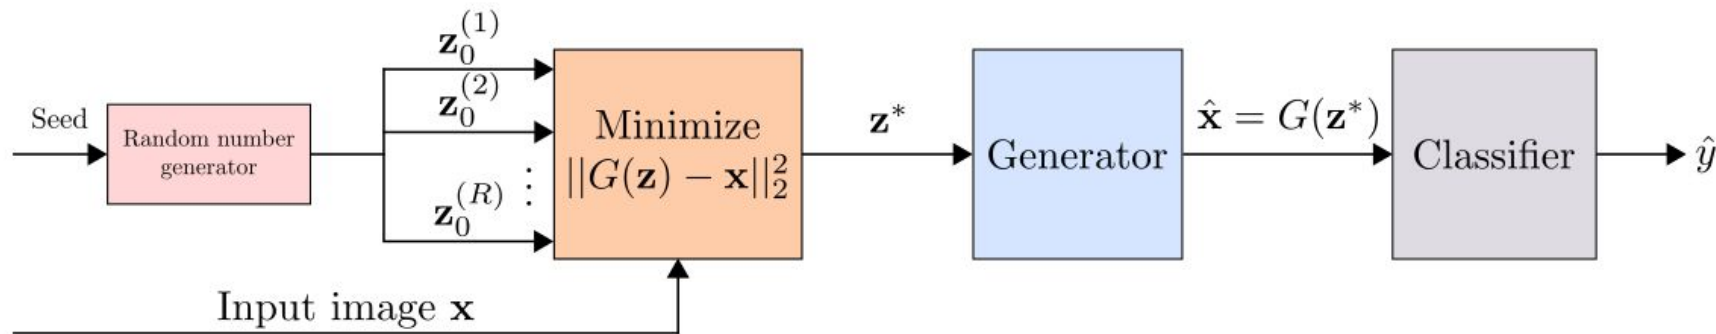 Seed
Random number
generator
z_0^{(1)}
z_0^{(2)}
⋮
z_0^{(R)}
Input image x
Minimize
||G(z) − x||_2^2
z*
Generator
x̂ = G(z*)
Classifier
ŷ